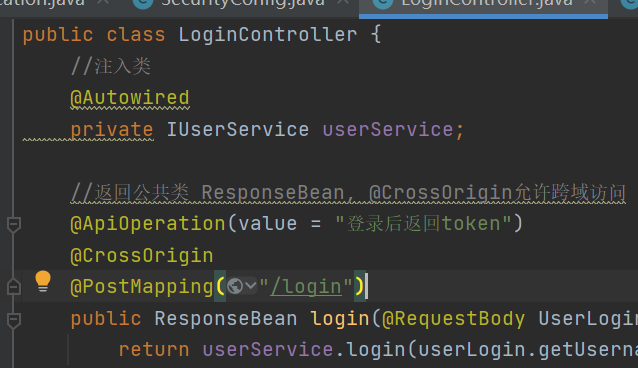 SecurityConfig.java LoginController.java
public class LoginController {
//注入类
@Autowired
private IUserService userService;
//返回公共类 ResponseBean, @CrossOrigin允许跨域访问
@ApiOperation(value = "登录后返回token")
@CrossOrigin
@PostMapping("/login")
public ResponseBean login(@RequestBody UserLogin
return userService.login(userLogin.getUserna